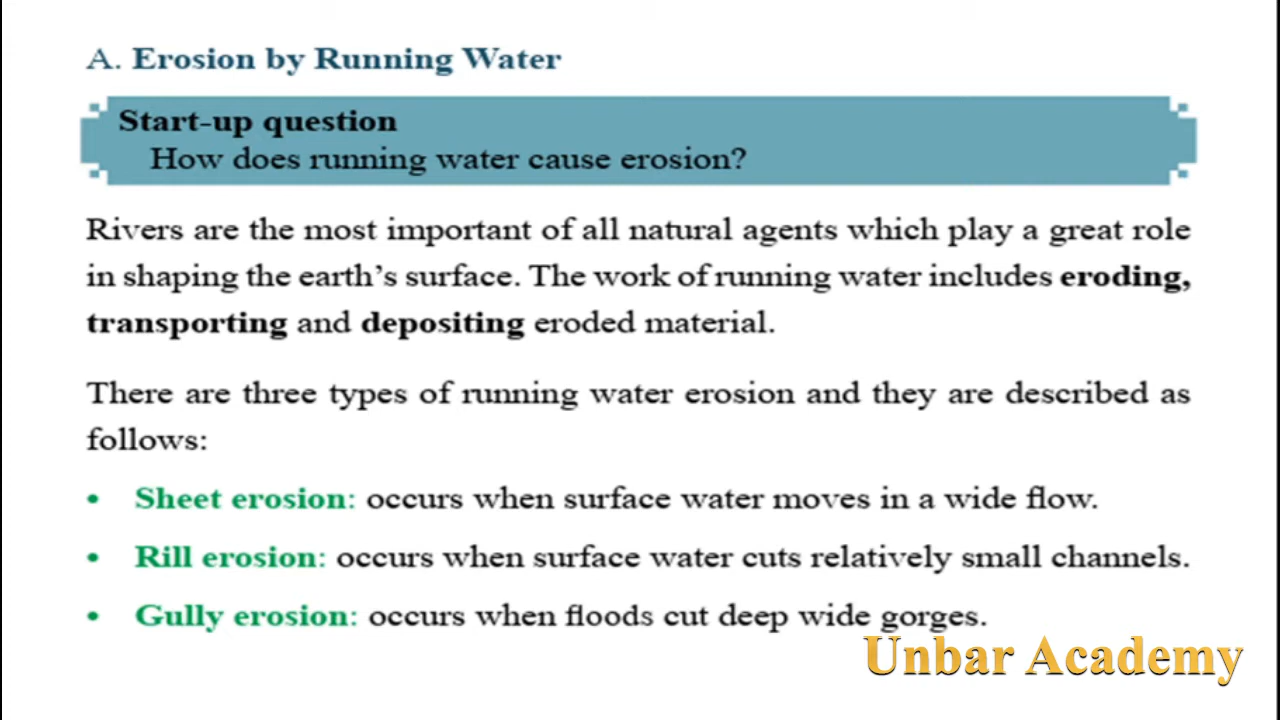 A. Erosion by Running Water
Start-up question
How does running water cause erosion?
Rivers are the most important of all natural agents which play a great role
in shaping the earth's surface. The work of running water includes eroding,
transporting and depositing eroded material.
There are three types of running water erosion and they are described as
follows:
• Sheet erosion: occurs when surface water moves in a wide flow.
• Rill erosion: occurs when surface water cuts relatively small channels.
• Gully erosion: occurs when floods cut deep wide gorges.
Unbar Academy